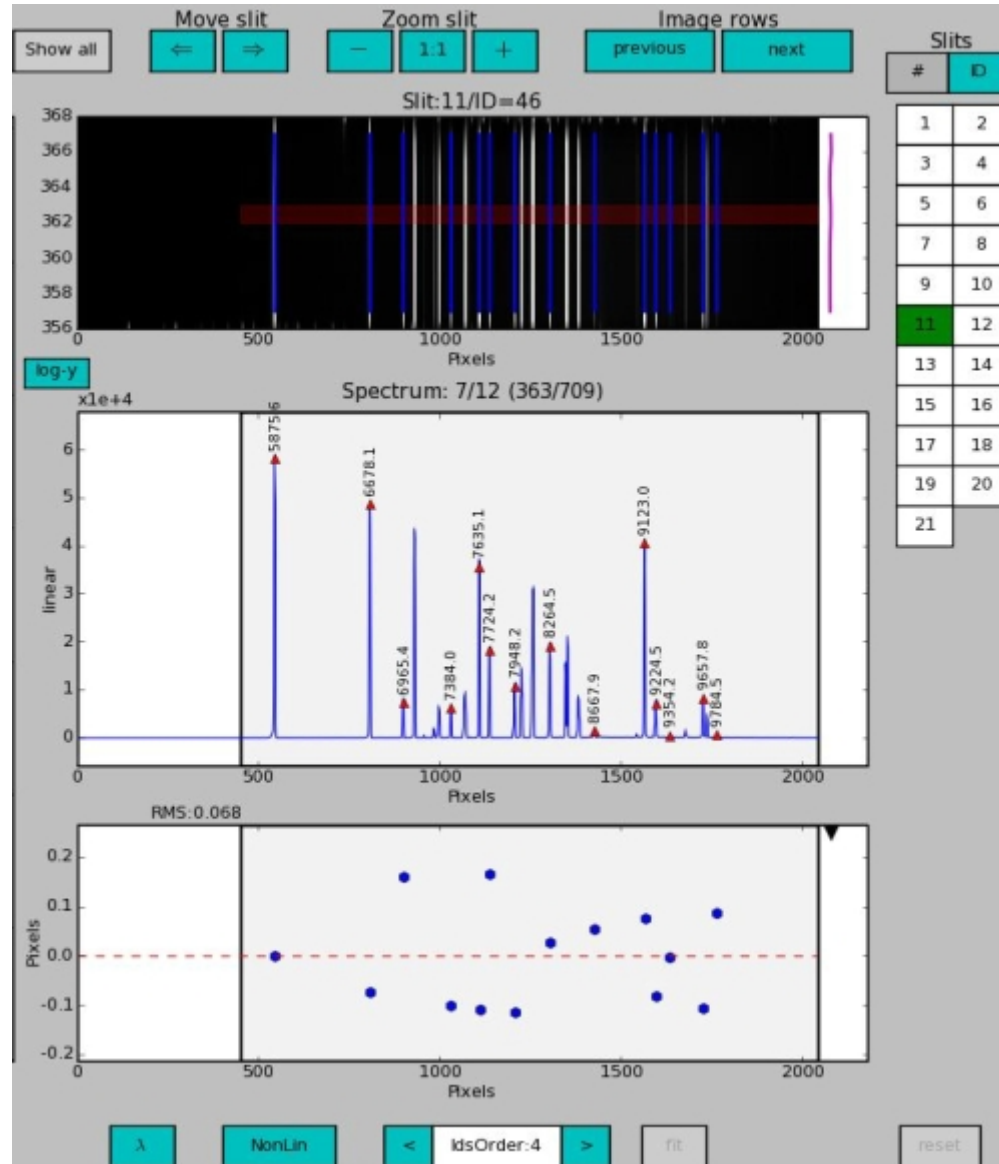 Move slit Zoom slit Image rows
Show all ⇐ ⇒ − 1:1 + previous next
Slits
# ID
Slit:11/ID=46
368
366
364
362
360
358
356
0 500 1000 1500 2000
Pixels
1 2
3 4
5 6
7 8
9 10
11 12
13 14
15 16
17 18
19 20
21
log-y
Spectrum: 7/12 (363/709)
x1e+4
6
5
4
3
2
1
0
linear
5875.6
6678.1
6965.4
7384.0
7635.1
7724.2
7948.2
8264.5
8667.9
9123.0
9224.5
9354.2
9657.8
9784.5
0 500 1000 1500 2000
Pixels
RMS:0.068
0.2
0.1
0.0
-0.1
-0.2
Pixels
0 500 1000 1500 2000
Pixels
λ NonLin < IdsOrder:4 > fit reset